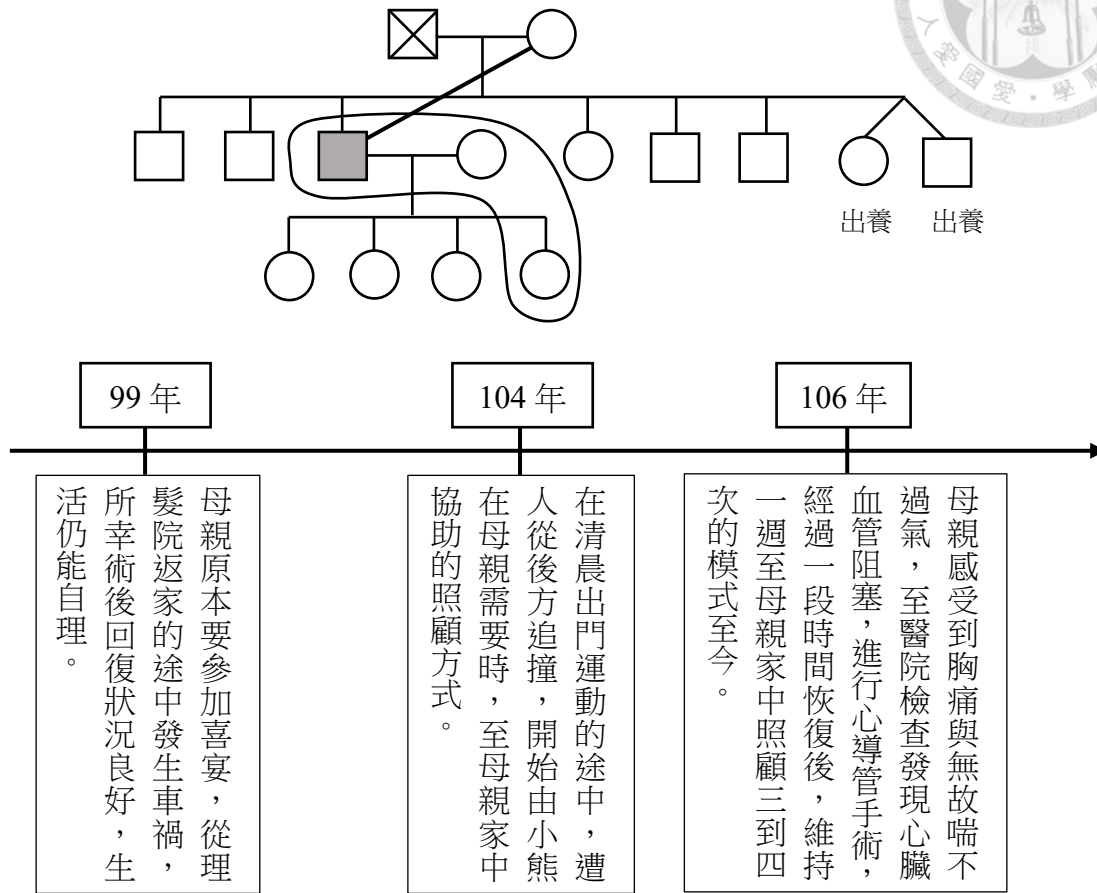 人愛國愛・學
出養
出養
99 年
104 年
106 年
母親原本要參加喜宴，從理
髮院返家的途中發生車禍，
所幸術後回復狀況良好，生
活仍能自理。
在清晨出門運動的途中，遭
人從後方追撞，開始由小熊
在母親需要時，至母親家中
協助的照顧方式。
母親感受到胸痛與無故喘不
過氣，至醫院檢查發現心臟
血管阻塞，進行心導管手術，
經過一段時間恢復後，維持
一週至母親家中照顧三到四
次的模式至今。